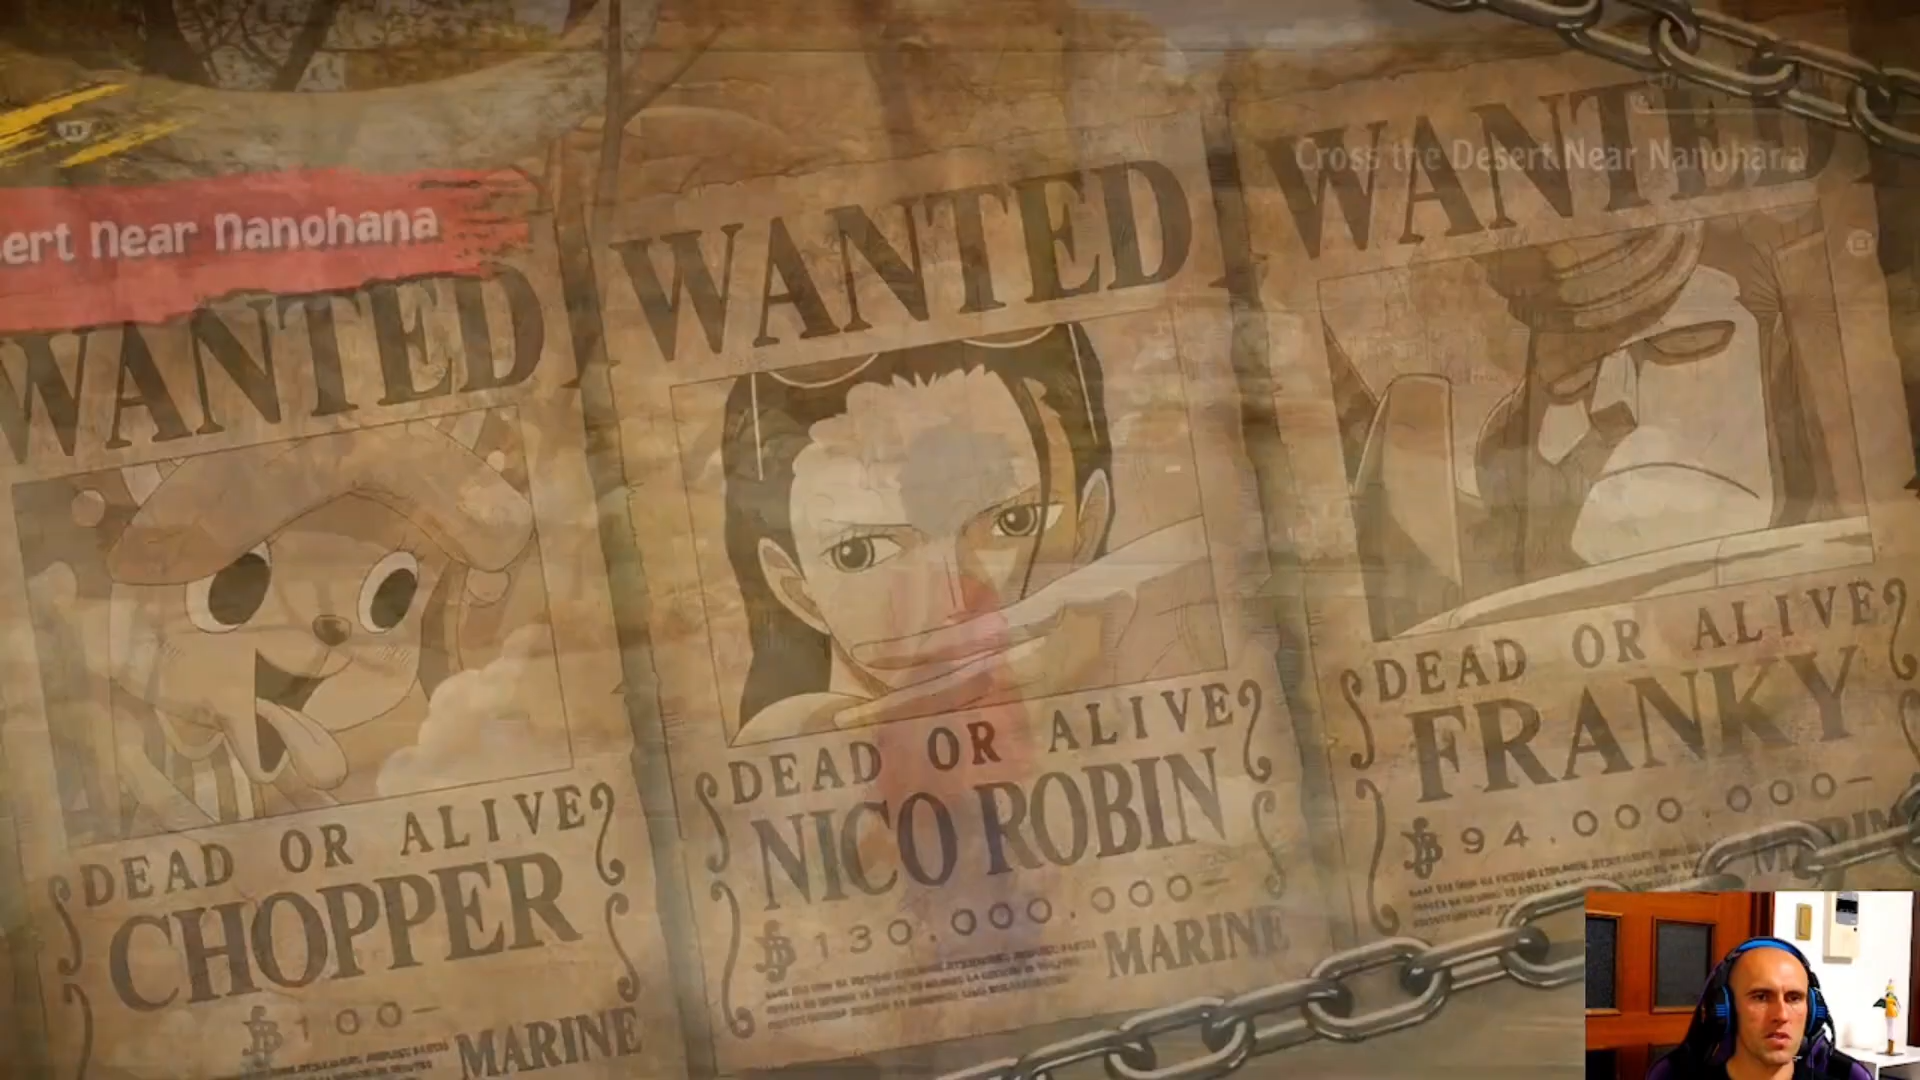 Cross the Desert Near Nanohana
ert Near Nanohana
WANTED
WANTED
WANTED
DEAD OR ALIVE
CHOPPER
฿100-
MARINE
DEAD OR ALIVE
NICO ROBIN
฿130.000.000-
MARINE
DEAD OR ALIVE
FRANKY
฿94.000.000-